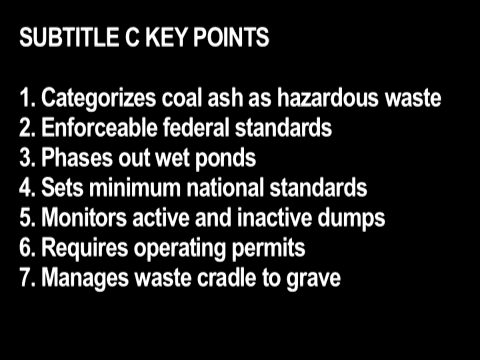 SUBTITLE C KEY POINTS
1. Categorizes coal ash as hazardous waste
2. Enforceable federal standards
3. Phases out wet ponds
4. Sets minimum national standards
5. Monitors active and inactive dumps
6. Requires operating permits
7. Manages waste cradle to grave